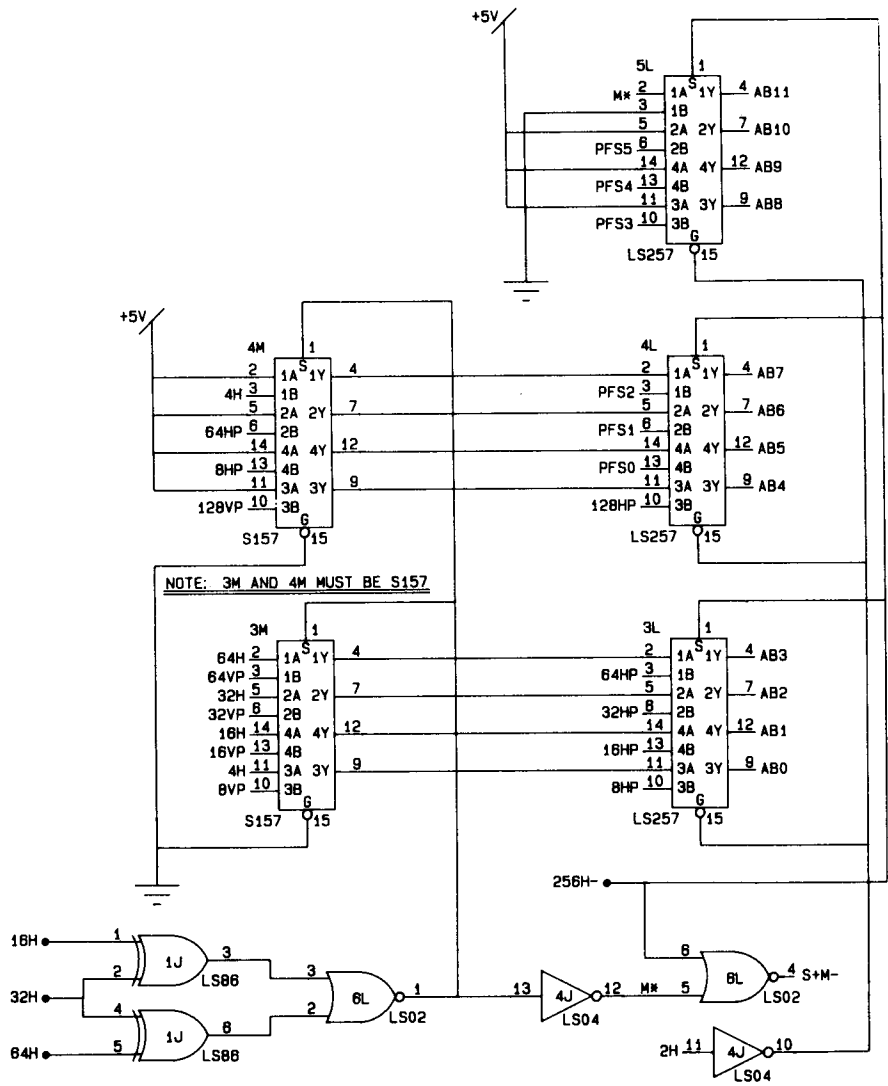 +5V
1
5L
S
M* 2 1A 1Y 4 AB11
3 1B
5 2A 2Y 7 AB10
PFS5 6 2B
14 4A 4Y 12 AB9
PFS4 13 4B
11 3A 3Y 9 AB8
PFS3 10 3B
G
LS257 15
+5V
4M 1
S
2 1A 1Y 4
4H 3 1B
5 2A 2Y 7
64HP 6 2B
14 4A 4Y 12
8HP 13 4B
11 3A 3Y 9
128VP 10 3B
G
S157 15
4L 1
S
2 1A 1Y 4 AB7
PFS2 3 1B
5 2A 2Y 7 AB6
PFS1 6 2B
14 4A 4Y 12 AB5
PFS0 13 4B
11 3A 3Y 9 AB4
128HP 10 3B
G
LS257 15
NOTE: 3M AND 4M MUST BE S157
3M 1
S
64H 2 1A 1Y 4
64VP 3 1B
32H 5 2A 2Y 7
32VP 6 2B
16H 14 4A 4Y 12
16VP 13 4B
4H 11 3A 3Y 9
8VP 10 3B
G
S157 15
3L 1
S
2 1A 1Y 4 AB3
64HP 3 1B
5 2A 2Y 7 AB2
32HP 6 2B
14 4A 4Y 12 AB1
16HP 13 4B
11 3A 3Y 9 AB0
8HP 10 3B
G
LS257 15
256H-
16H 1 1J 3
2 LS86
32H
4 1J 6
64H 5 LS86
3 6L 1
2 LS02
13 4J 12 M*
LS04
6 6L 4 S+M-
5 LS02
2H 11 4J 10
LS04